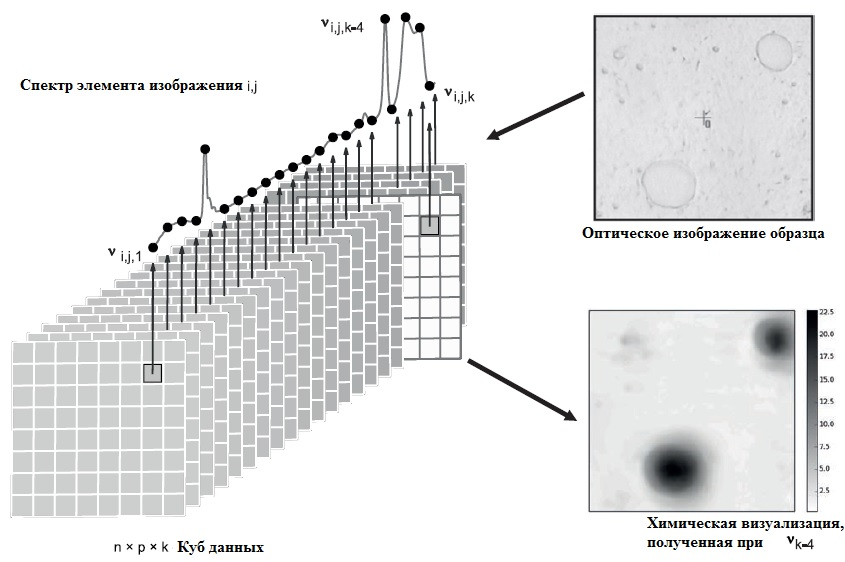 ν i,j,k=4
Спектр элемента изображения i,j
ν i,j,k
ν i,j,1
Оптическое изображение образца
22.5
20.0
17.5
15.0
12.5
10.0
7.5
5.0
2.5
Химическая визуализация,
полученная при ν k=4
n × p × k Куб данных